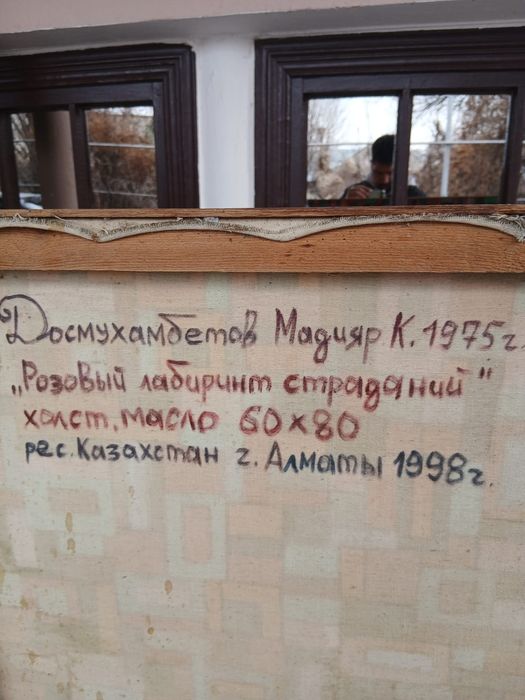 Досмухамбетов Мадияр К. 1975г.
„Розовый лабиринт страданий"
холст, масло 60×80
рес. Казахстан г. Алматы 1998г.